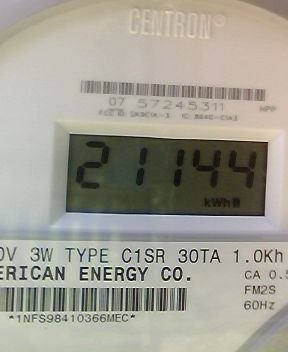 CENTRON®
07 57245311
21144
kWh
0V 3W TYPE C1SR 30TA 1.0Kh
ERICAN ENERGY CO.
CA 0.5
FM2S
60Hz
*1NFS98410366MEC*